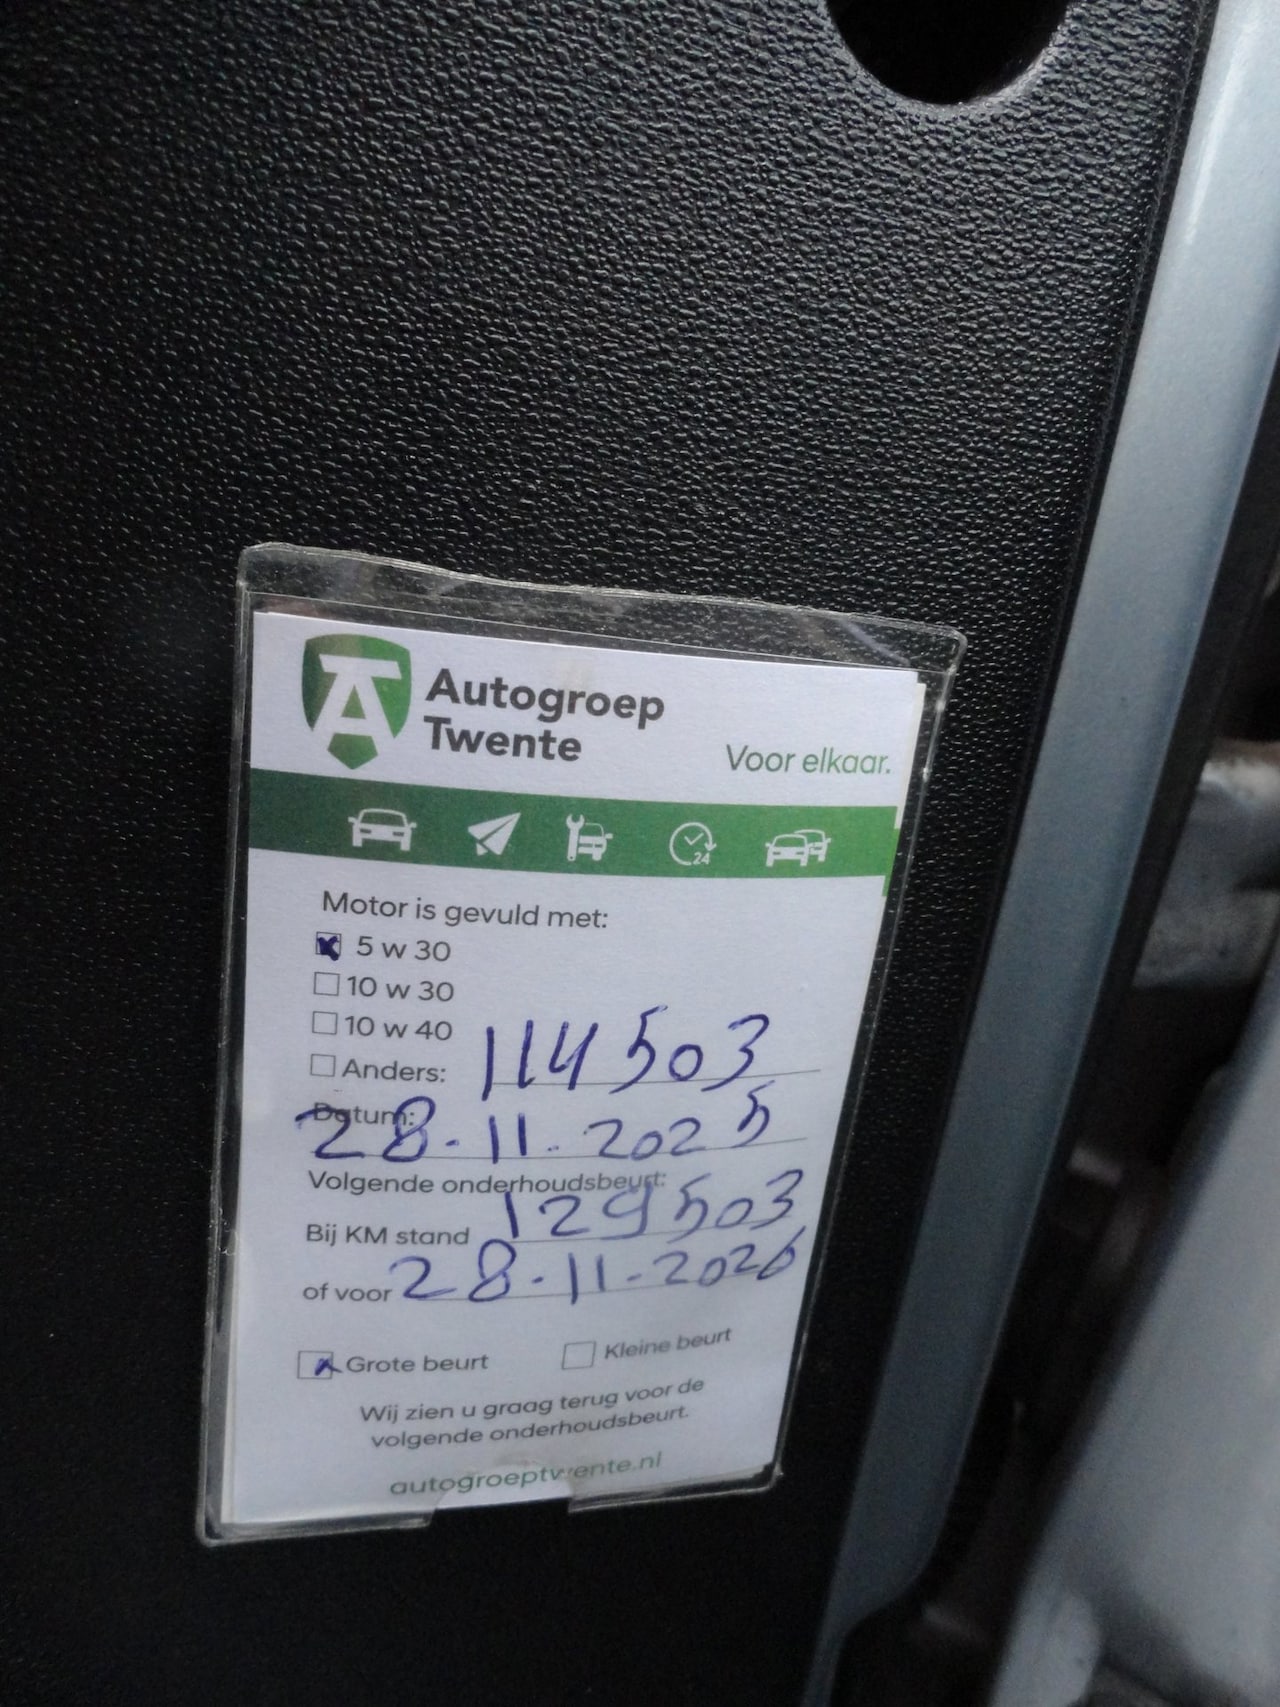 Autogroep
Twente
Voor elkaar.
24
Motor is gevuld met:
5 w 30
10 w 30
10 w 40
Anders: 114503
Datum:
28-11-2025
Volgende onderhoudsbeurt:
Bij KM stand 129503
of voor 28-11-2026
Grote beurt Kleine beurt
Wij zien u graag terug voor de
volgende onderhoudsbeurt.
autogroeptwente.nl